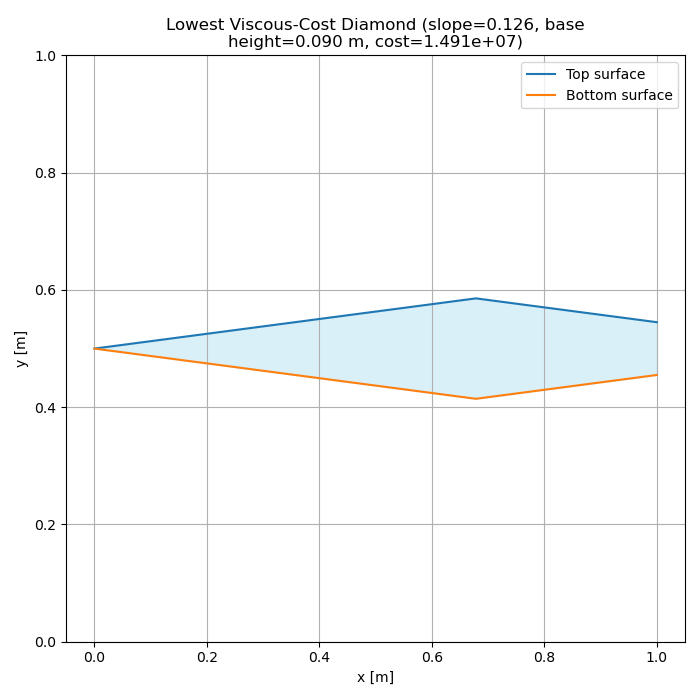 Lowest Viscous-Cost Diamond (slope=0.126, base
height=0.090 m, cost=1.491e+07)
Top surface
Bottom surface
1.0
0.8
0.6
0.4
0.2
0.0
y [m]
0.0 0.2 0.4 0.6 0.8 1.0
x [m]